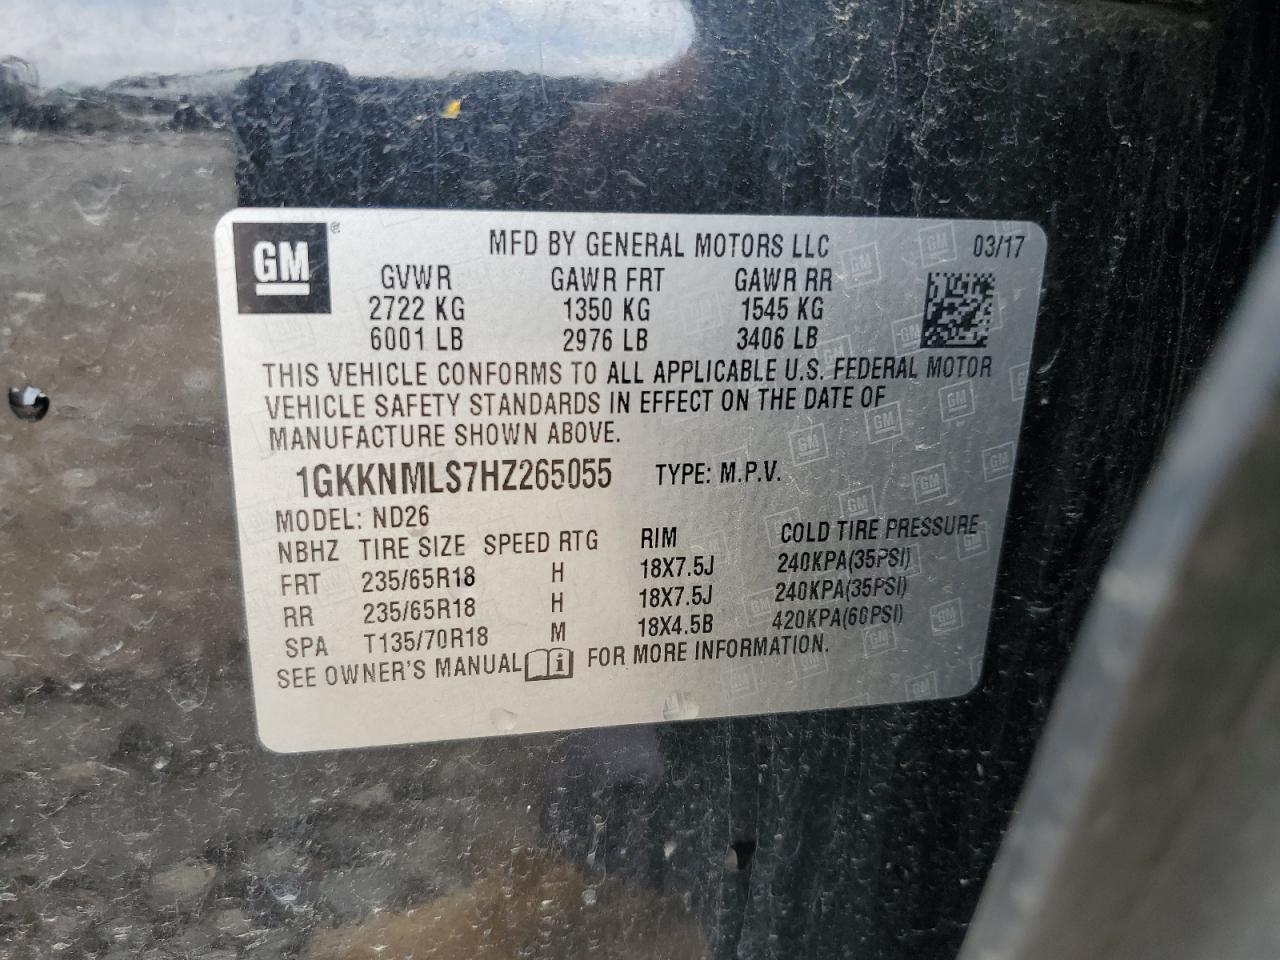 GM ®
MFD BY GENERAL MOTORS LLC 03/17
GVWR GAWR FRT GAWR RR
2722 KG 1350 KG 1545 KG
6001 LB 2976 LB 3406 LB
THIS VEHICLE CONFORMS TO ALL APPLICABLE U.S. FEDERAL MOTOR
VEHICLE SAFETY STANDARDS IN EFFECT ON THE DATE OF
MANUFACTURE SHOWN ABOVE.
1GKKNMLS7HZ265055 TYPE: M.P.V.
MODEL: ND26
NBHZ TIRE SIZE SPEED RTG RIM COLD TIRE PRESSURE
FRT 235/65R18 H 18X7.5J 240KPA(35PSI)
RR 235/65R18 H 18X7.5J 240KPA(35PSI)
SPA T135/70R18 M 18X4.5B 420KPA(60PSI)
SEE OWNER'S MANUAL FOR MORE INFORMATION.